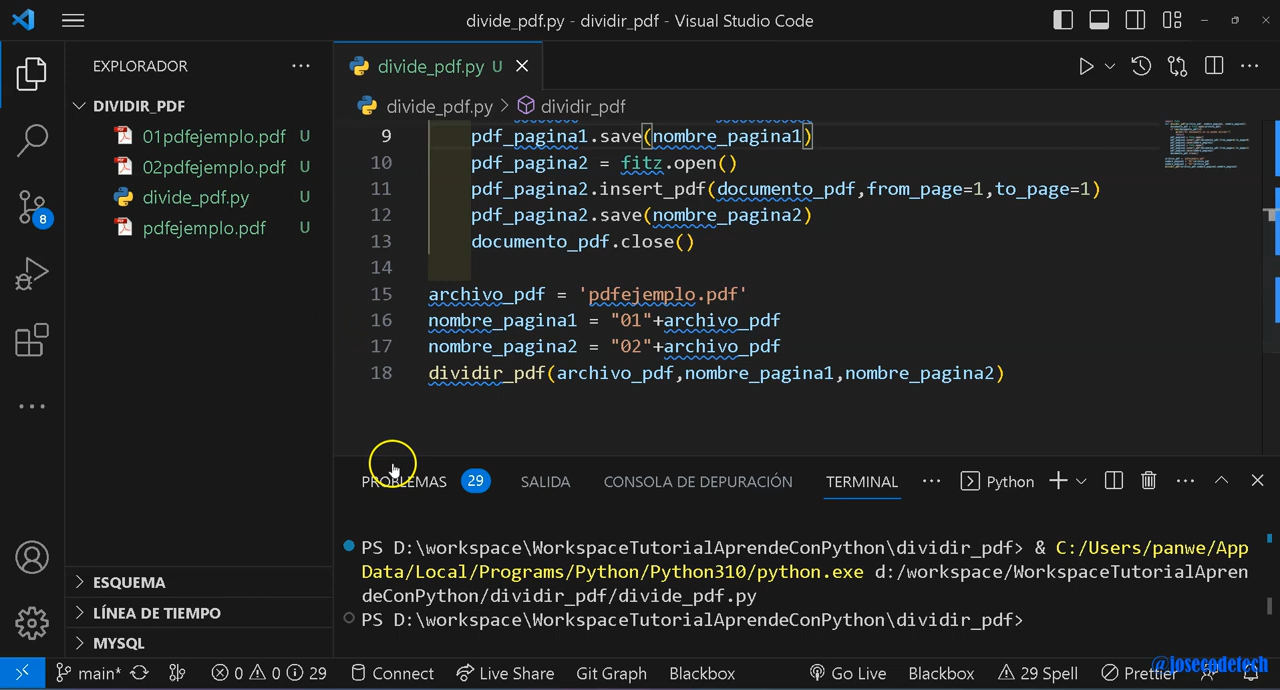 divide_pdf.py - dividir_pdf - Visual Studio Code
EXPLORADOR
DIVIDIR_PDF
01pdfejemplo.pdf U
02pdfejemplo.pdf U
divide_pdf.py U
pdfejemplo.pdf U
8
ESQUEMA
LÍNEA DE TIEMPO
MYSQL
divide_pdf.py U
divide_pdf.py > dividir_pdf
9 pdf_pagina1.save(nombre_pagina1)
10 pdf_pagina2 = fitz.open()
11 pdf_pagina2.insert_pdf(documento_pdf,from_page=1,to_page=1)
12 pdf_pagina2.save(nombre_pagina2)
13 documento_pdf.close()
14
15 archivo_pdf = 'pdfejemplo.pdf'
16 nombre_pagina1 = "01"+archivo_pdf
17 nombre_pagina2 = "02"+archivo_pdf
18 dividir_pdf(archivo_pdf,nombre_pagina1,nombre_pagina2)
PROBLEMAS 29 SALIDA CONSOLA DE DEPURACIÓN TERMINAL Python
PS D:\workspace\WorkspaceTutorialAprendeConPython\dividir_pdf> & C:/Users/panwe/App
Data/Local/Programs/Python/Python310/python.exe d:/workspace/WorkspaceTutorialApren
deConPython/dividir_pdf/divide_pdf.py
PS D:\workspace\WorkspaceTutorialAprendeConPython\dividir_pdf>
@josecodetech
main* 0 0 29 Connect Live Share Git Graph Blackbox Go Live Blackbox 29 Spell Prettier